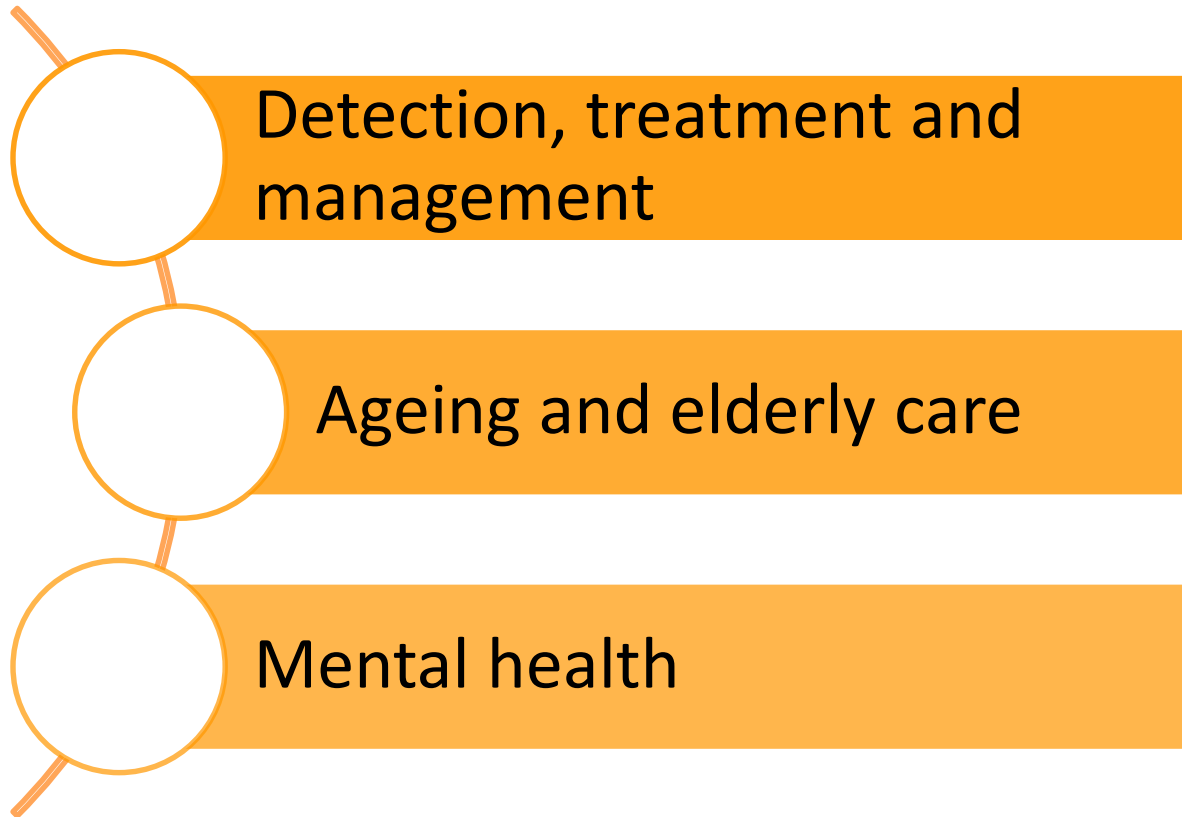 Detection, treatment and
management
Ageing and elderly care
Mental health